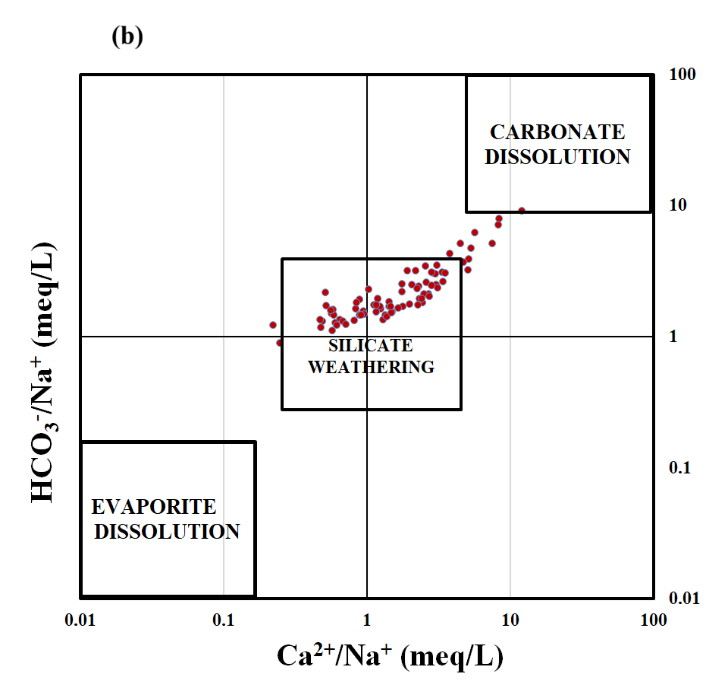 (b)
CARBONATE
DISSOLUTION
SILICATE
WEATHERING
EVAPORITE
DISSOLUTION
100
10
1
0.1
0.01
0.01 0.1 1 10 100
HCO₃⁻/Na⁺ (meq/L)
Ca²⁺/Na⁺ (meq/L)